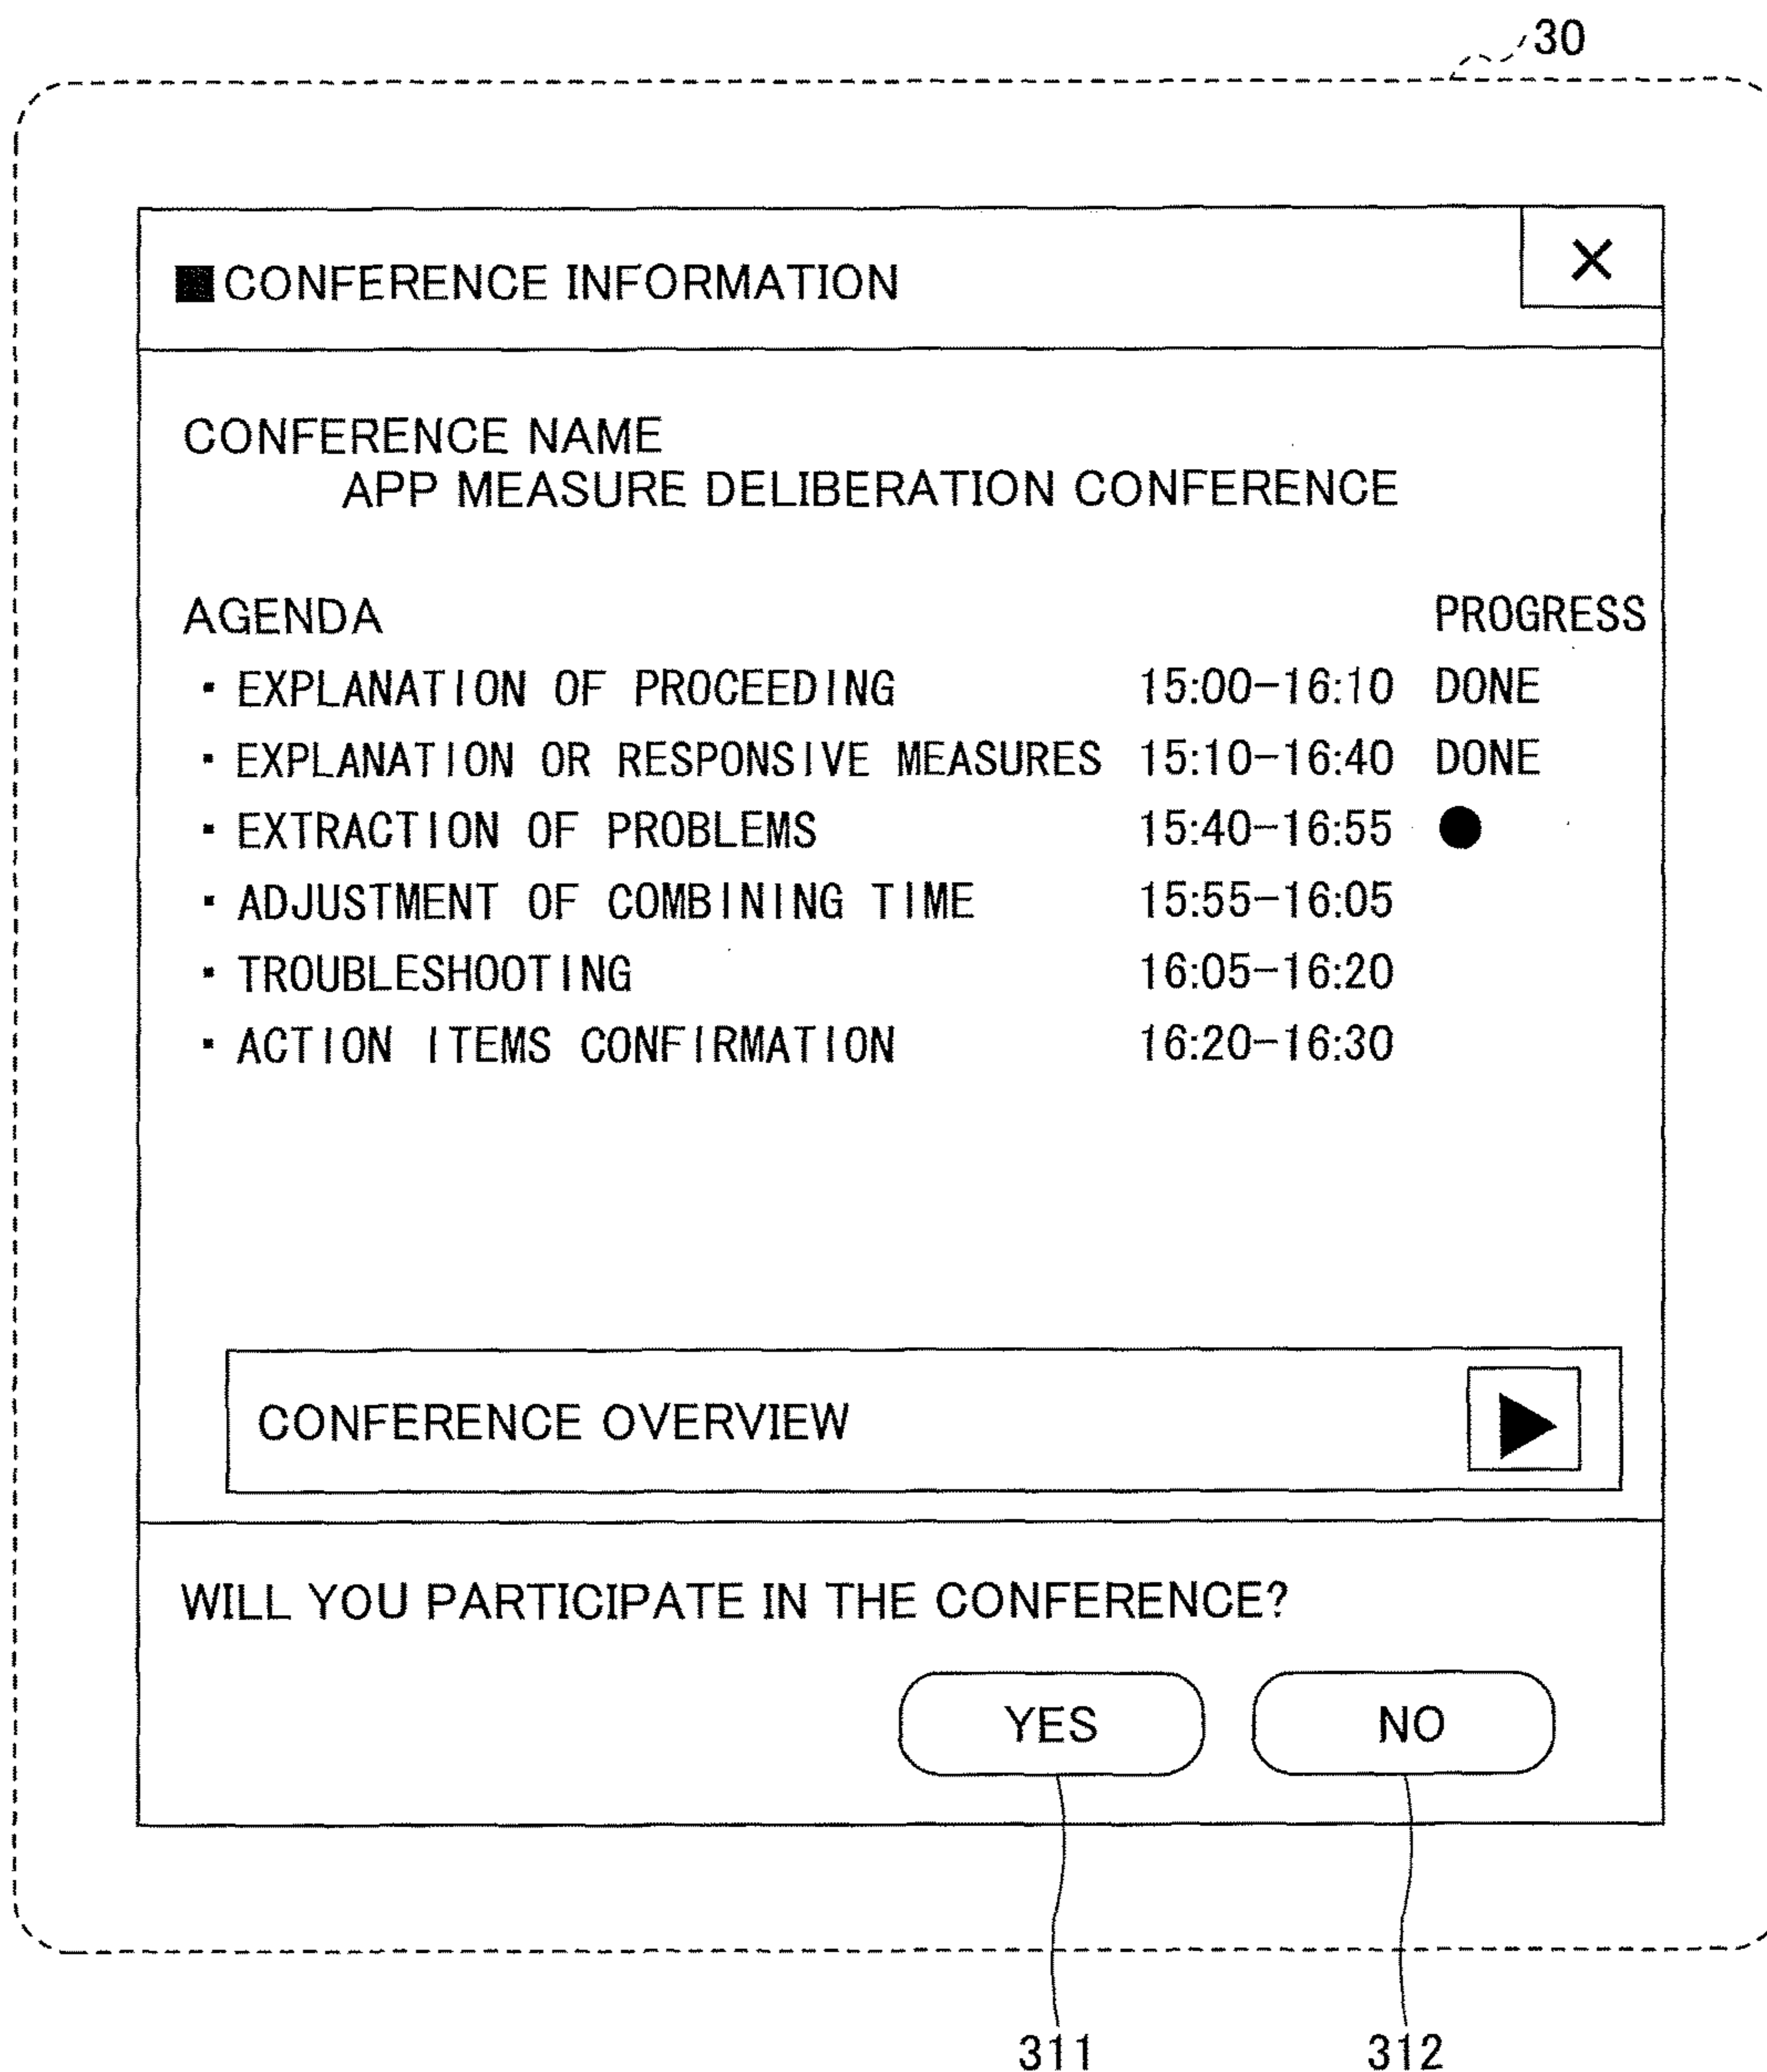 30
■ CONFERENCE INFORMATION ×
CONFERENCE NAME
APP MEASURE DELIBERATION CONFERENCE
AGENDA PROGRESS
・EXPLANATION OF PROCEEDING 15:00-16:10 DONE
・EXPLANATION OR RESPONSIVE MEASURES 15:10-16:40 DONE
・EXTRACTION OF PROBLEMS 15:40-16:55 ●
・ADJUSTMENT OF COMBINING TIME 15:55-16:05
・TROUBLESHOOTING 16:05-16:20
・ACTION ITEMS CONFIRMATION 16:20-16:30
CONFERENCE OVERVIEW ▶
WILL YOU PARTICIPATE IN THE CONFERENCE?
YES NO
311 312